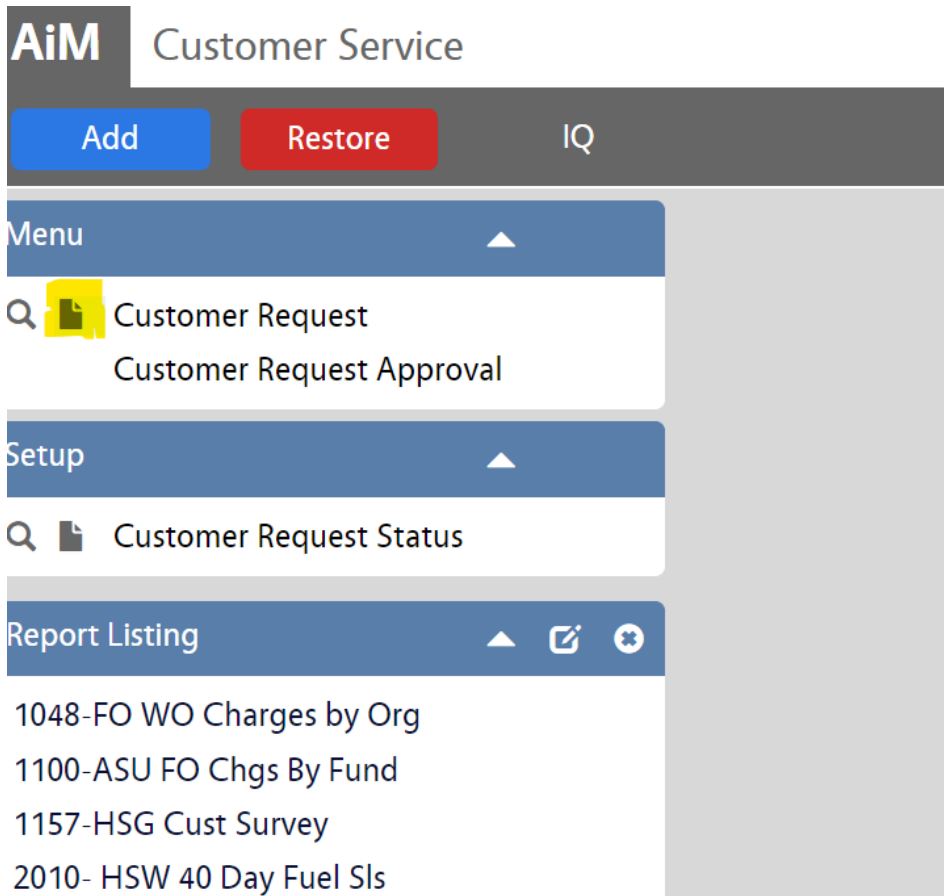 AiM Customer Service
Add Restore IQ
Menu
Customer Request
Customer Request Approval
Setup
Customer Request Status
Report Listing
1048-FO WO Charges by Org
1100-ASU FO Chgs By Fund
1157-HSG Cust Survey
2010- HSW 40 Day Fuel Sls